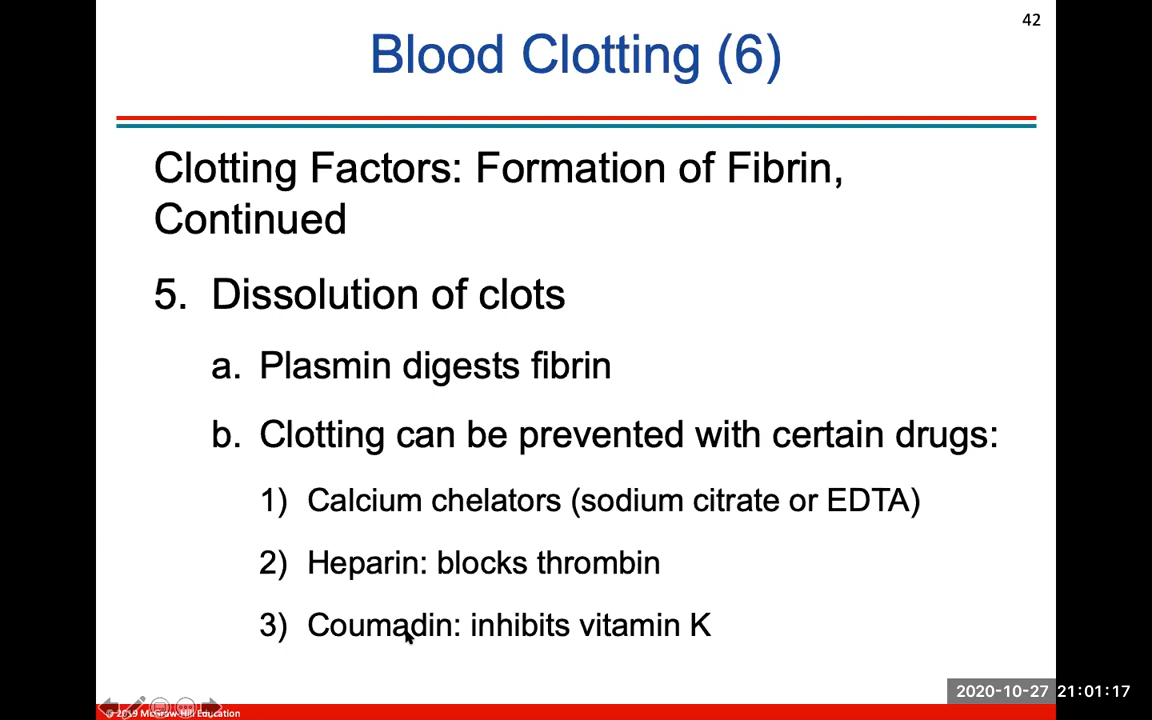 42
Blood Clotting (6)
Clotting Factors: Formation of Fibrin,
Continued
5. Dissolution of clots
a. Plasmin digests fibrin
b. Clotting can be prevented with certain drugs:
1) Calcium chelators (sodium citrate or EDTA)
2) Heparin: blocks thrombin
3) Coumadin: inhibits vitamin K
2020-10-27 21:01:17
© 2019 McGraw-Hill Education